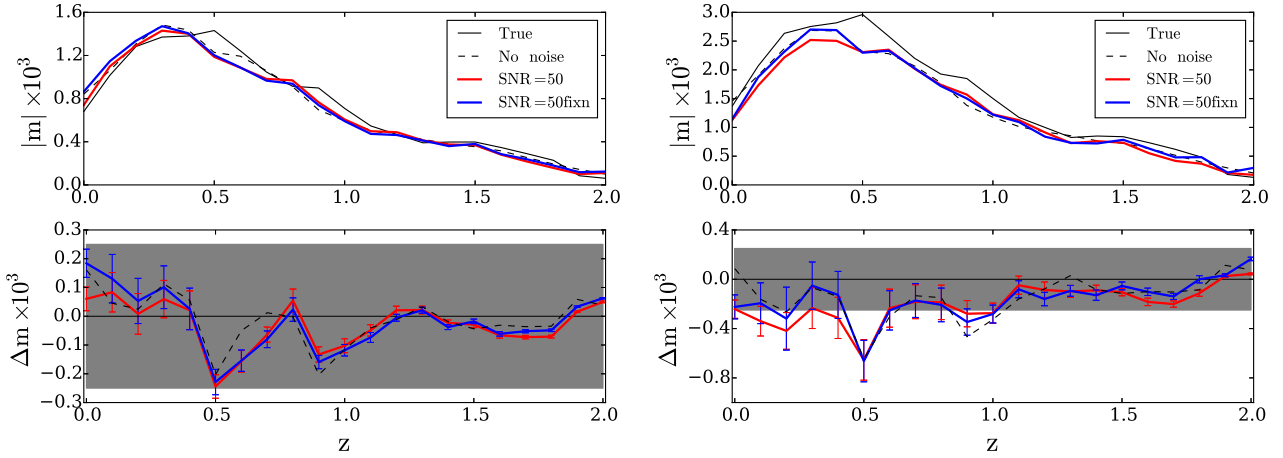 1.6
1.2
0.8
0.4
0.0
|m| ×10³
True
No noise
SNR=50
SNR=50fixn
0.0 0.5 1.0 1.5 2.0
3.0
2.5
2.0
1.5
1.0
0.5
0.0
|m| ×10³
True
No noise
SNR=50
SNR=50fixn
0.0 0.5 1.0 1.5 2.0
0.3
0.2
0.1
0.0
−0.1
−0.2
−0.3
Δm ×10³
0.0 0.5 1.0 1.5 2.0
z
0.4
0.0
−0.4
−0.8
Δm ×10³
0.0 0.5 1.0 1.5 2.0
z